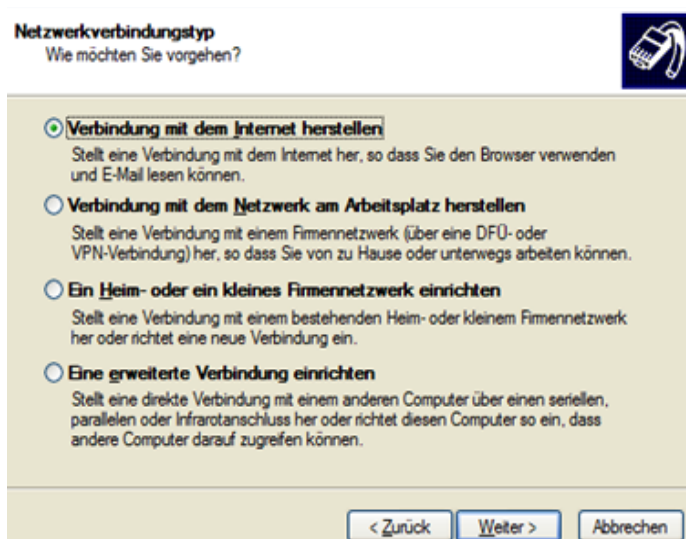 Netzwerkverbindungstyp
Wie möchten Sie vorgehen?
Verbindung mit dem Internet herstellen
Stellt eine Verbindung mit dem Internet her, so dass Sie den Browser verwenden
und E-Mail lesen können.
Verbindung mit dem Netzwerk am Arbeitsplatz herstellen
Stellt eine Verbindung mit einem Firmennetzwerk (über eine DFÜ- oder
VPN-Verbindung) her, so dass Sie von zu Hause oder unterwegs arbeiten können.
Ein Heim- oder ein kleines Firmennetzwerk einrichten
Stellt eine Verbindung mit einem bestehenden Heim- oder kleinem Firmennetzwerk
her oder richtet eine neue Verbindung ein.
Eine erweiterte Verbindung einrichten
Stellt eine direkte Verbindung mit einem anderen Computer über einen seriellen,
parallelen oder Infrarotanschluss her oder richtet diesen Computer so ein, dass
andere Computer darauf zugreifen können.
< Zurück Weiter > Abbrechen